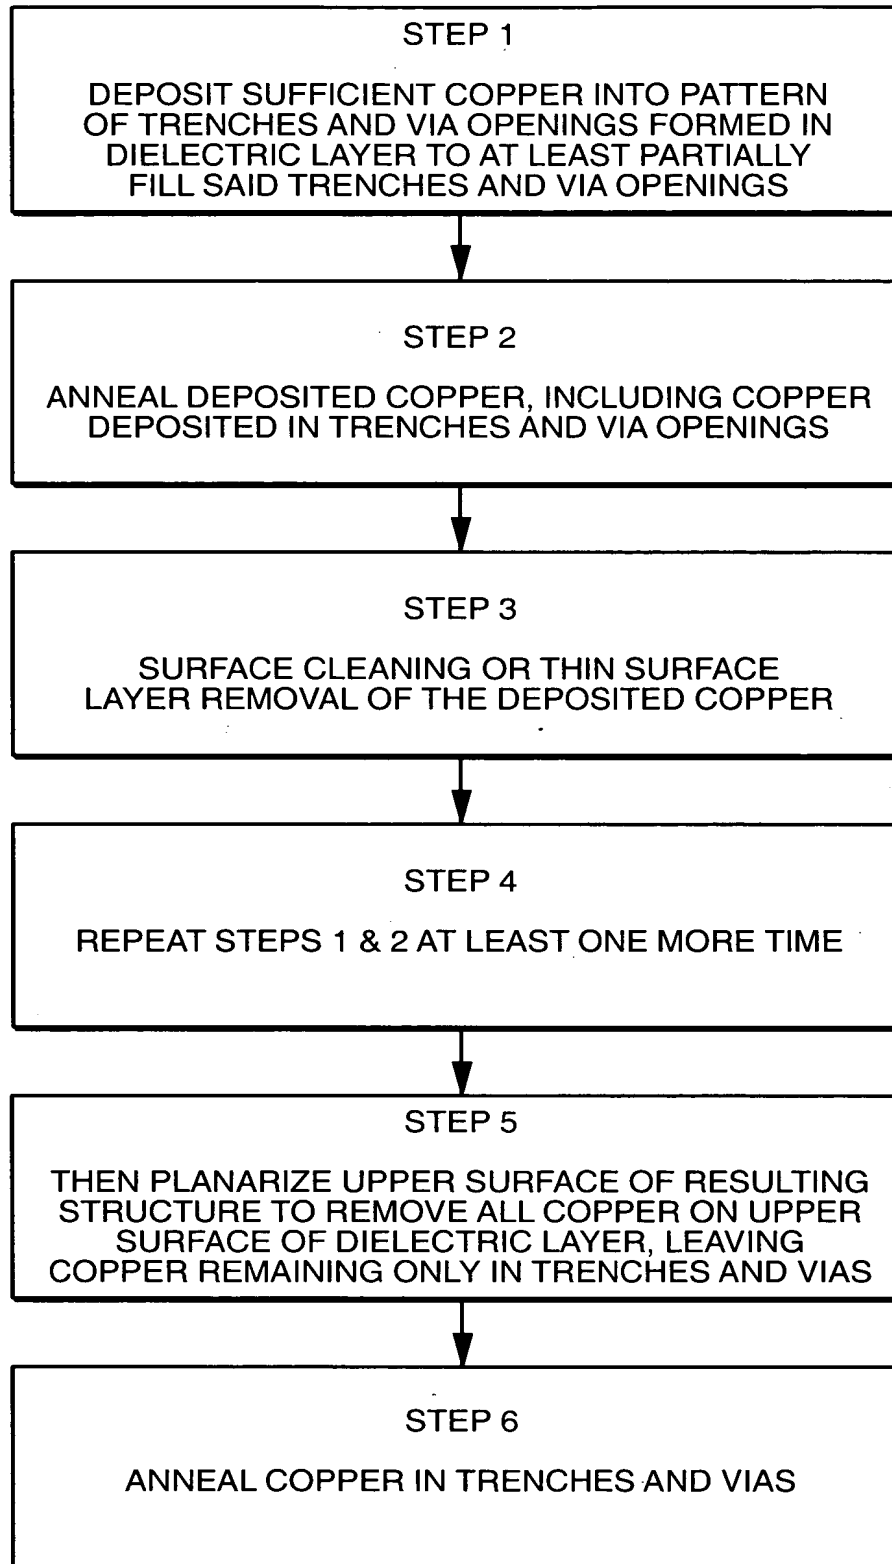 STEP 1
DEPOSIT SUFFICIENT COPPER INTO PATTERN
OF TRENCHES AND VIA OPENINGS FORMED IN
DIELECTRIC LAYER TO AT LEAST PARTIALLY
FILL SAID TRENCHES AND VIA OPENINGS
STEP 2
ANNEAL DEPOSITED COPPER, INCLUDING COPPER
DEPOSITED IN TRENCHES AND VIA OPENINGS
STEP 3
SURFACE CLEANING OR THIN SURFACE
LAYER REMOVAL OF THE DEPOSITED COPPER
STEP 4
REPEAT STEPS 1 & 2 AT LEAST ONE MORE TIME
STEP 5
THEN PLANARIZE UPPER SURFACE OF RESULTING
STRUCTURE TO REMOVE ALL COPPER ON UPPER
SURFACE OF DIELECTRIC LAYER, LEAVING
COPPER REMAINING ONLY IN TRENCHES AND VIAS
STEP 6
ANNEAL COPPER IN TRENCHES AND VIAS